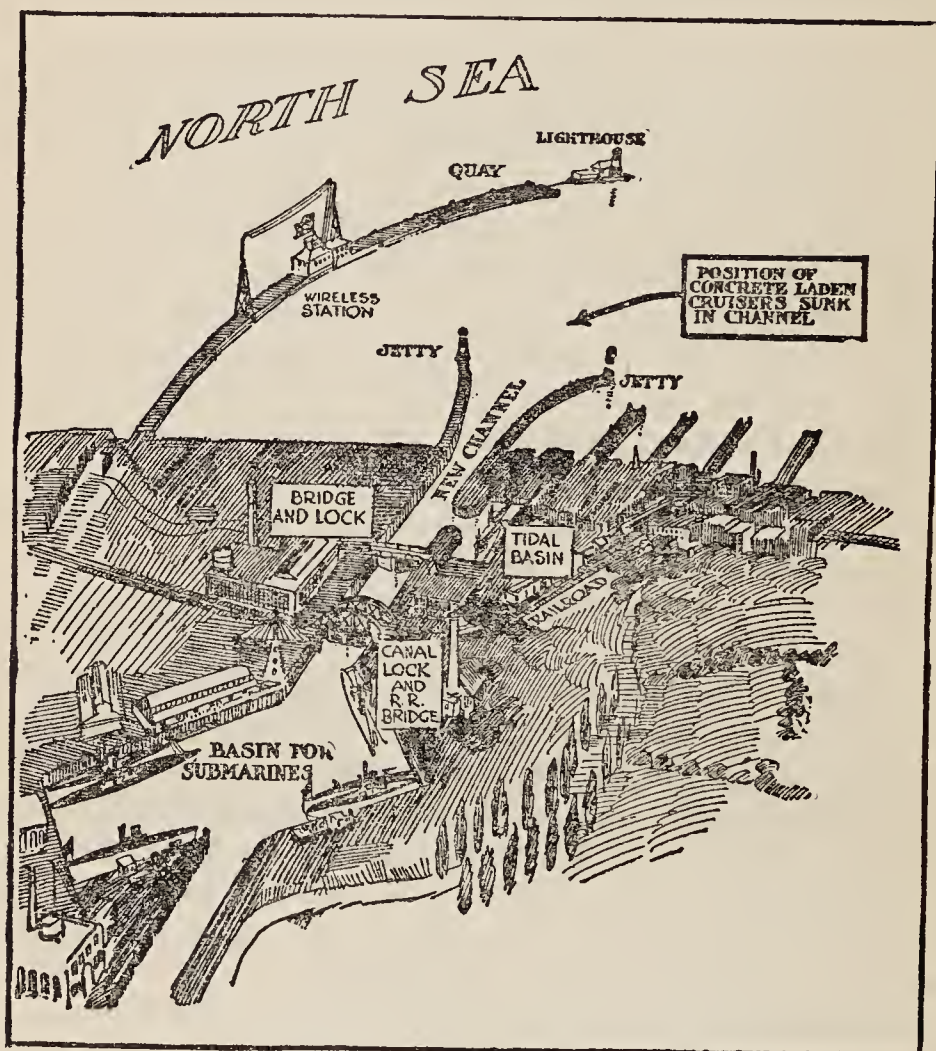 NORTH SEA
LIGHTHOUSE
QUAY
WIRELESS
STATION
POSITION OF
CONCRETE LADEN
CRUISERS SUNK
IN CHANNEL
JETTY
JETTY
NEW CHANNEL
BRIDGE
AND LOCK
TIDAL
BASIN
RAILROAD
CANAL
LOCK
AND
R.R.
BRIDGE
BASIN FOR
SUBMARINES